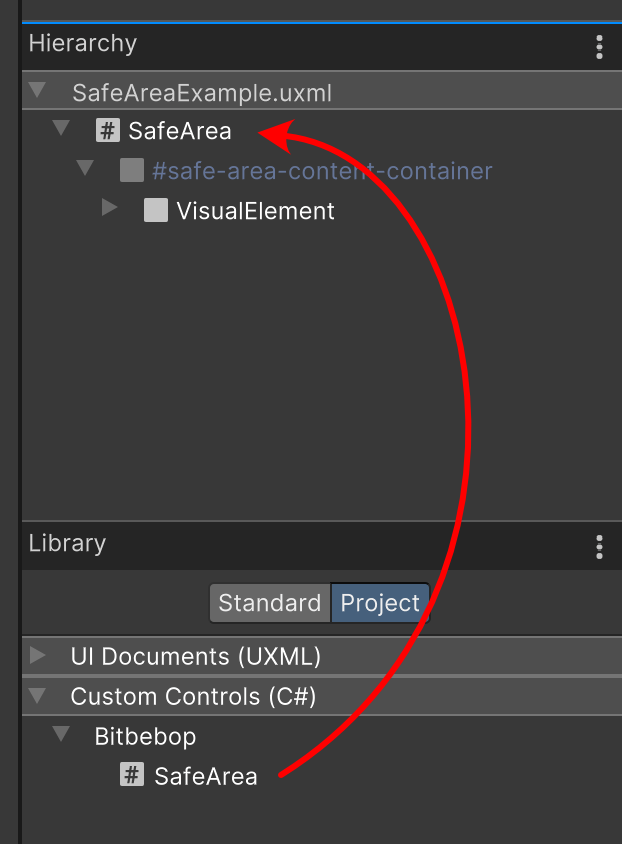 Hierarchy
SafeAreaExample.uxml
# SafeArea
#safe-area-content-container
VisualElement
Library
Standard Project
UI Documents (UXML)
Custom Controls (C#)
Bitbebop
# SafeArea